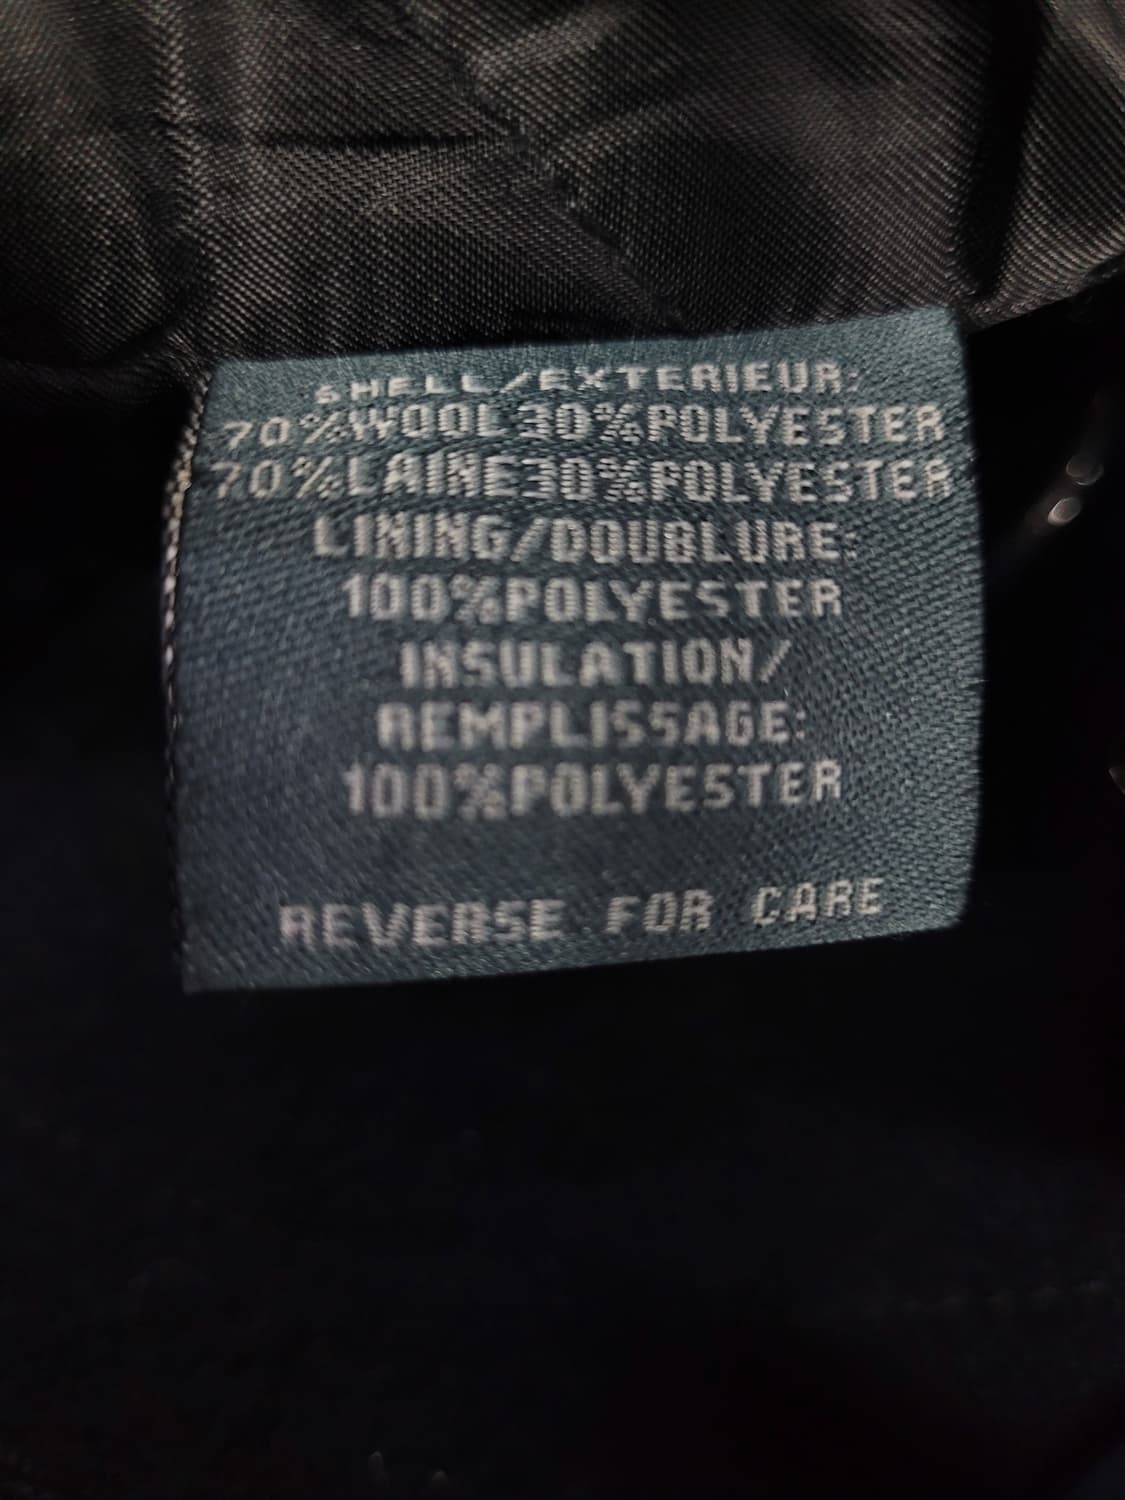 SHELL/EXTERIEUR:
70%WOOL30%POLYESTER
70%LAINE30%POLYESTER
LINING/DOUBLURE:
100%POLYESTER
INSULATION/
REMPLISSAGE:
100%POLYESTER
REVERSE FOR CARE